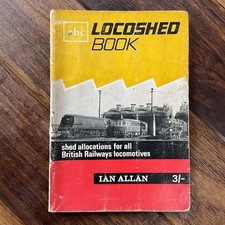 abc
LOCOSHED
BOOK
shed allocations for all
British Railways locomotives
IAN ALLAN 3/-